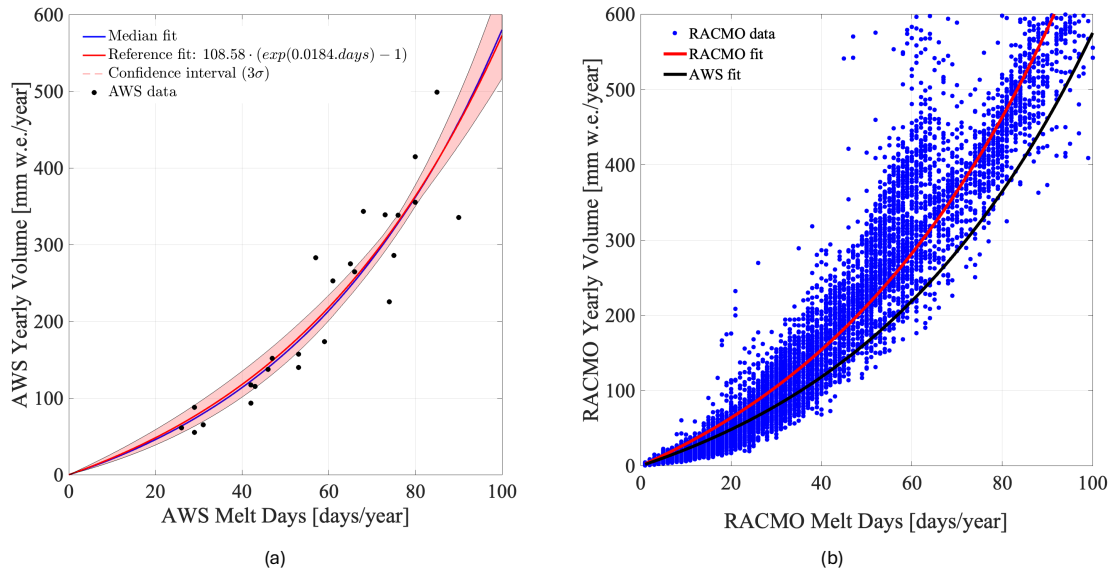 600
500
400
300
200
100
0
0 20 40 60 80 100
AWS Yearly Volume [mm w.e./year]
AWS Melt Days [days/year]
Median fit
Reference fit: 108.58 · (exp(0.0184.days) − 1)
Confidence interval (3σ)
AWS data
(a)
600
500
400
300
200
100
0
0 20 40 60 80 100
RACMO Yearly Volume [mm w.e./year]
RACMO Melt Days [days/year]
RACMO data
RACMO fit
AWS fit
(b)